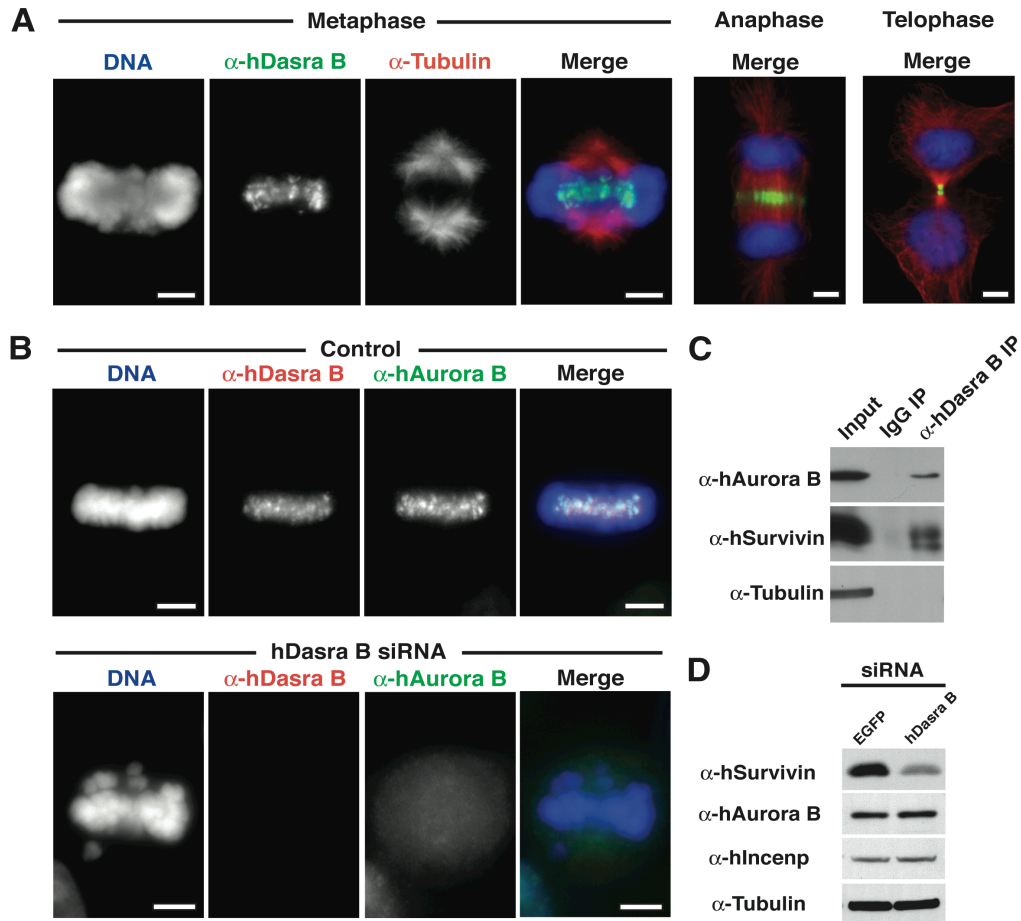 A
Metaphase
Anaphase
Telophase
DNA
α-hDasra B
α-Tubulin
Merge
Merge
Merge
B
Control
DNA
α-hDasra B
α-hAurora B
Merge
hDasra B siRNA
DNA
α-hDasra B
α-hAurora B
Merge
C
Input
IgG IP
α-hDasra B IP
α-hAurora B
α-hSurvivin
α-Tubulin
D
siRNA
EGFP
hDasra B
α-hSurvivin
α-hAurora B
α-hIncenp
α-Tubulin